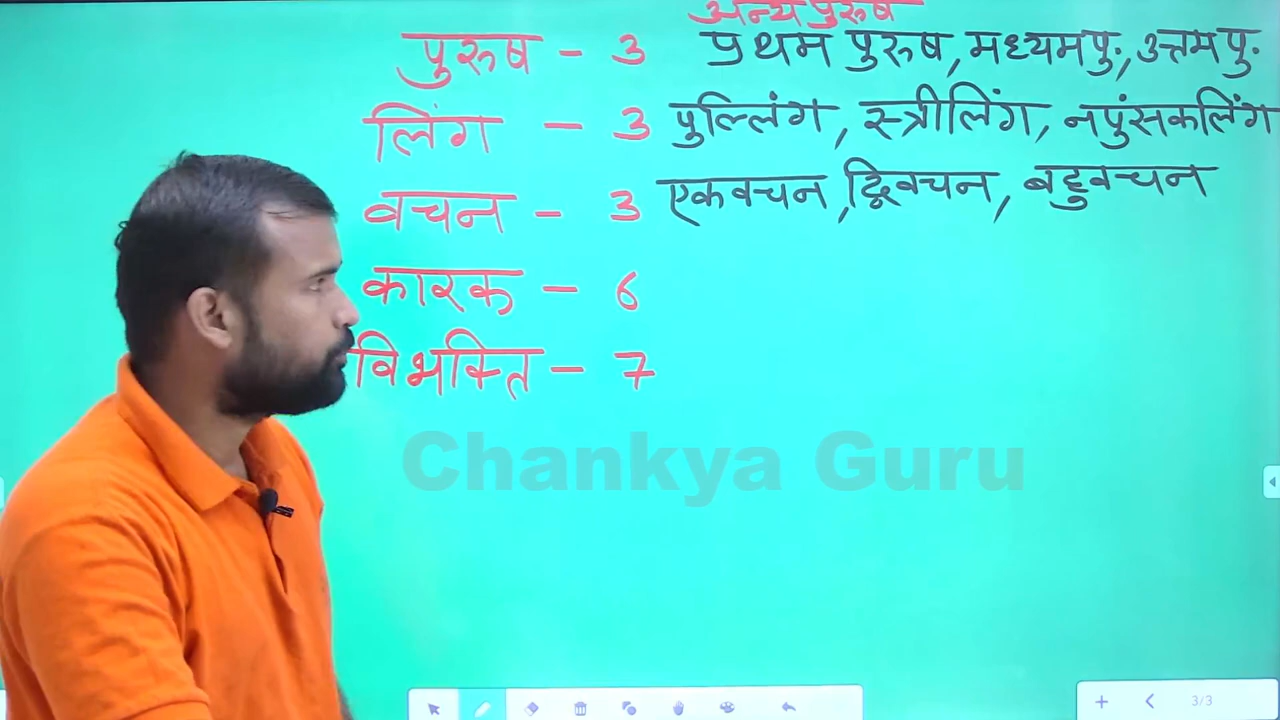 अन्य पुरुष
पुरुष - 3 प्रथम पुरुष, मध्यमपु., उत्तमपु.
लिंग - 3 पुल्लिंग, स्त्रीलिंग, नपुंसकलिंग
वचन - 3 एकवचन, द्विवचन, बहुवचन
कारक - 6
विभक्ति - 7
Chankya Guru
3/3